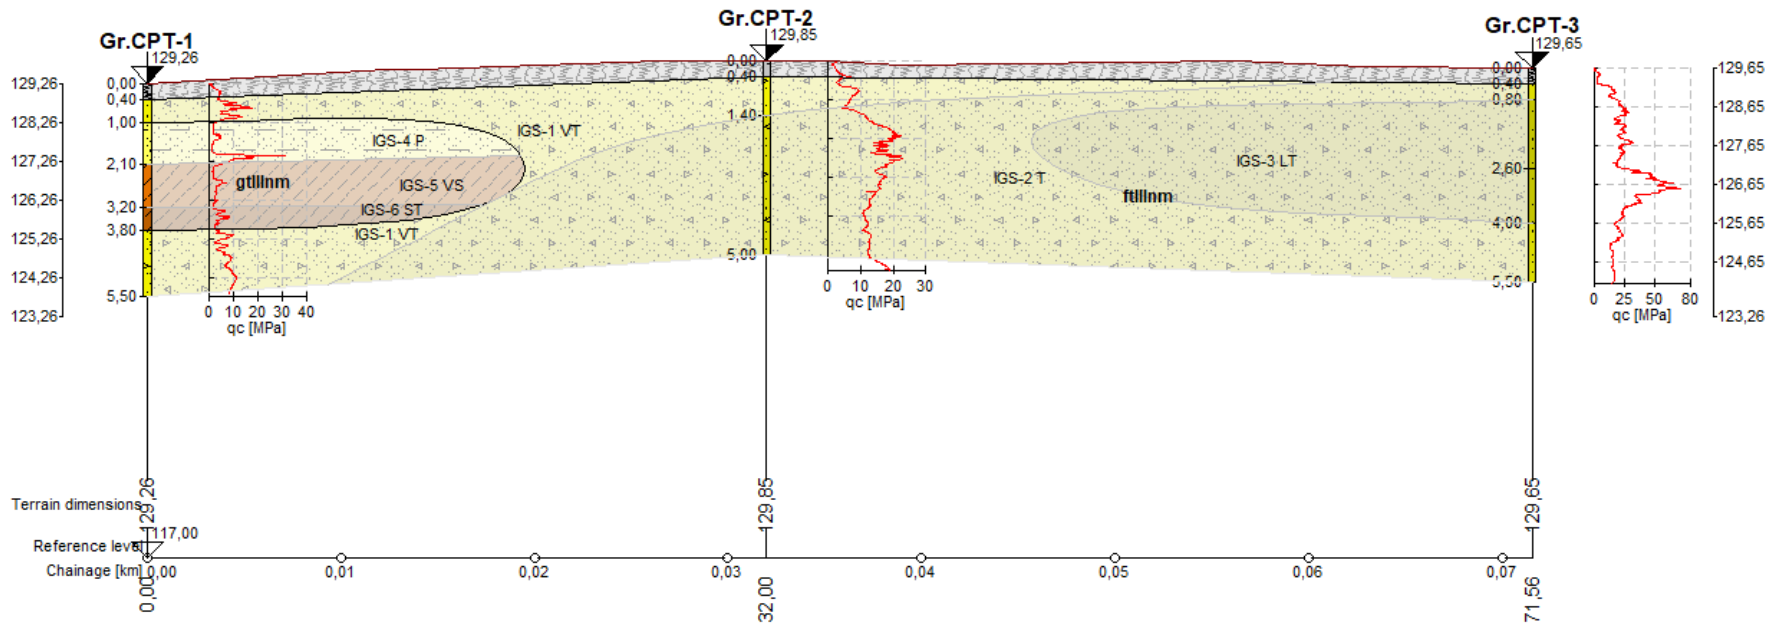 Gr.CPT-1
129,26
Gr.CPT-2
129,85
Gr.CPT-3
129,65
129,26
128,26
127,26
126,26
125,26
124,26
123,26
0,00
0,40
1,00
2,10
3,20
3,80
5,50
IGS-4 P
gtIIInm
IGS-5 VS
IGS-6 ST
IGS-1 VT
IGS-1 VT
0 10 20 30 40
qc [MPa]
0,00
0,40
1,40
5,00
0 10 20 30
qc [MPa]
IGS-2 T
ftIIInm
IGS-3 LT
0,00
0,40
0,80
2,60
4,00
5,50
0 25 50 80
qc [MPa]
129,65
128,65
127,65
126,65
125,65
124,65
123,26
Terrain dimensions
129,26
129,85
129,65
Reference level
117,00
Chainage [km]
0,00 0,01 0,02 0,03 0,04 0,05 0,06 0,07
0,00
32,00
71,56